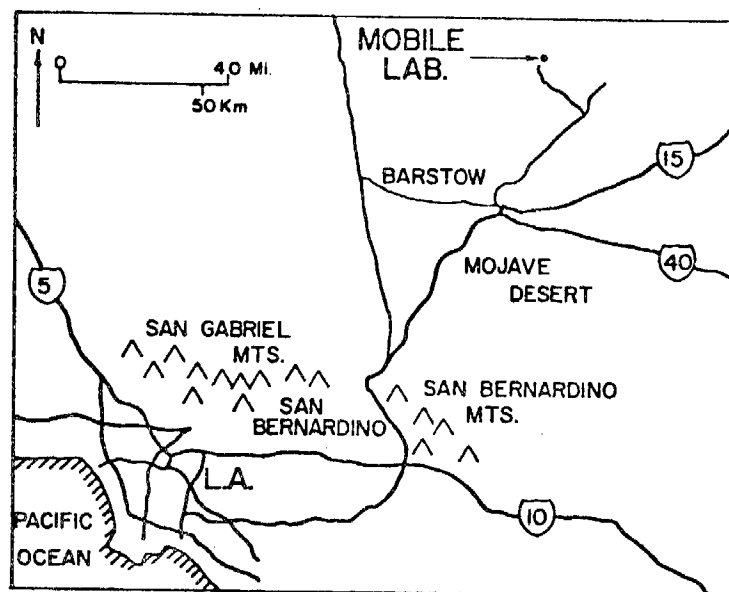 N
40 Mi.
50 Km
MOBILE
LAB.
BARSTOW
15
40
MOJAVE
DESERT
5
SAN GABRIEL
MTS.
SAN
BERNARDINO
SAN BERNARDINO
MTS.
L.A.
10
PACIFIC
OCEAN